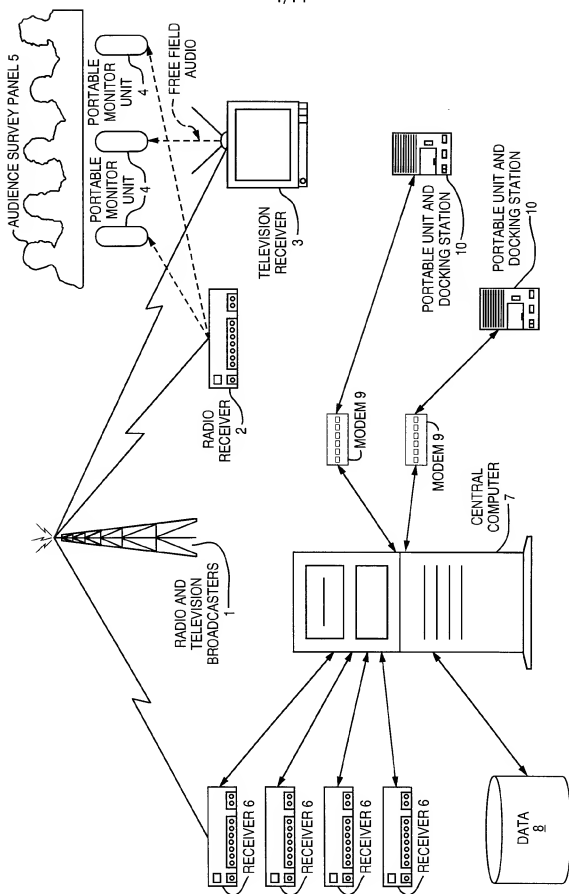 1/11
AUDIENCE SURVEY PANEL 5
PORTABLE
MONITOR
UNIT
4
PORTABLE
MONITOR
UNIT
4
FREE FIELD
AUDIO
TELEVISION
RECEIVER
3
RADIO
RECEIVER
2
RADIO AND
TELEVISION
BROADCASTERS
1
PORTABLE UNIT AND
DOCKING STATION
10
PORTABLE UNIT AND
DOCKING STATION
10
MODEM 9
MODEM 9
CENTRAL
COMPUTER
7
RECEIVER 6
RECEIVER 6
RECEIVER 6
RECEIVER 6
DATA
8